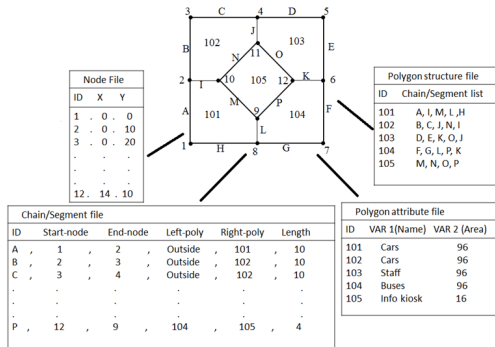 3 C 4 D 5
J
B 102 11 103 E
N O
2 I 10 105 12 K 6
M P
A 101 9 104 F
L
1 H 8 G 7
Node File
ID X Y
1 . 0 . 0
2 . 0 . 10
3 . 0 . 20
. . .
. . .
12 . 14 . 10
Polygon structure file
ID Chain/Segment list
101 A, I, M, L ,H
102 B, C, J, N, I
103 D, E, K, O, J
104 F, G, L, P, K
105 M, N, O, P
Chain/Segment file
ID Start-node End-node Left-poly Right-poly Length
A , 1 , 2 , Outside , 101 , 10
B , 2 , 3 , Outside , 102 , 10
C , 3 , 4 , Outside , 102 , 10
. . . . . .
. . . . . .
. . . . . .
P , 12 , 9 , 104 , 105 , 4
Polygon attribute file
ID VAR 1(Name) VAR 2 (Area)
101 Cars 96
102 Cars 96
103 Staff 96
104 Buses 96
105 Info kiosk 16